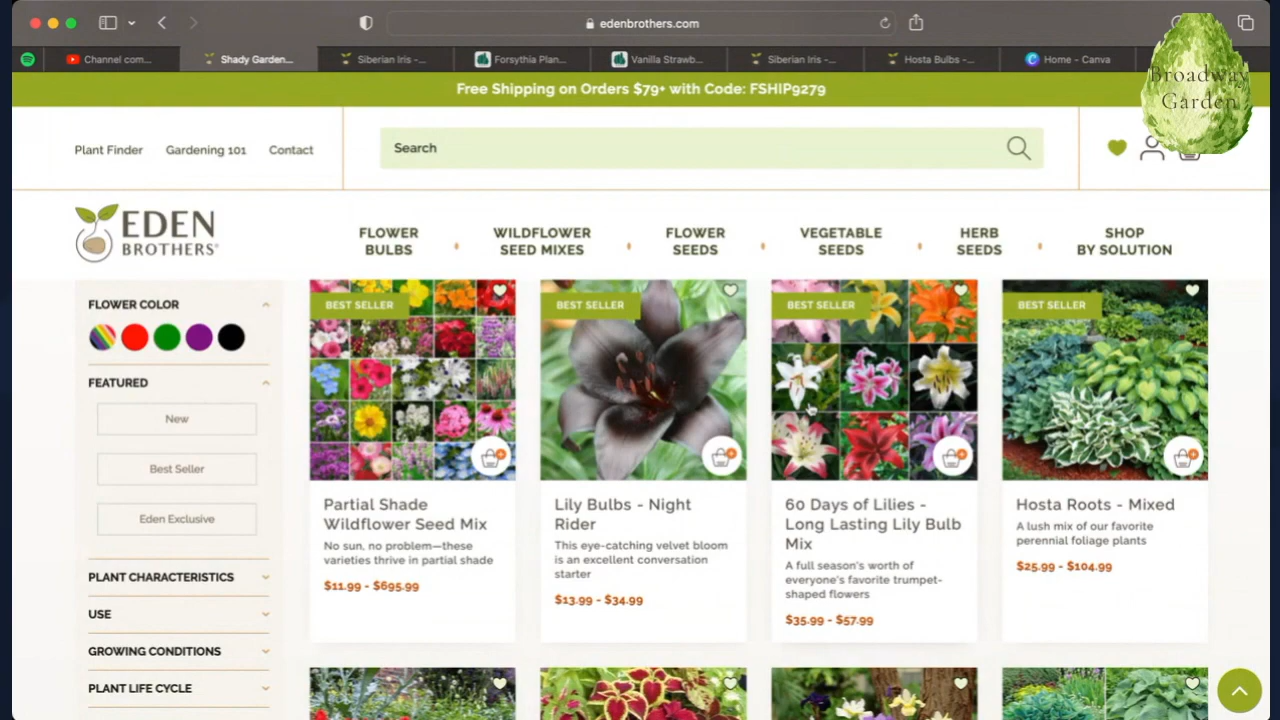 edenbrothers.com
Channel com...
Shady Garden...
Siberian Iris -...
Forsythia Plan...
Vanilla Strawb...
Siberian Iris -...
Hosta Bulbs -...
Home - Canva
Broadway
Garden
Free Shipping on Orders $79+ with Code: FSHIP9279
Plant Finder
Gardening 101
Contact
Search
EDEN
BROTHERS®
FLOWER
BULBS
WILDFLOWER
SEED MIXES
FLOWER
SEEDS
VEGETABLE
SEEDS
HERB
SEEDS
SHOP
BY SOLUTION
FLOWER COLOR
FEATURED
New
Best Seller
Eden Exclusive
PLANT CHARACTERISTICS
USE
GROWING CONDITIONS
PLANT LIFE CYCLE
BEST SELLER
Partial Shade
Wildflower Seed Mix
No sun, no problem—these
varieties thrive in partial shade
$11.99 - $695.99
BEST SELLER
Lily Bulbs - Night
Rider
This eye-catching velvet bloom
is an excellent conversation
starter
$13.99 - $34.99
BEST SELLER
60 Days of Lilies -
Long Lasting Lily Bulb
Mix
A full season's worth of
everyone's favorite trumpet-
shaped flowers
$35.99 - $57.99
BEST SELLER
Hosta Roots - Mixed
A lush mix of our favorite
perennial foliage plants
$25.99 - $104.99